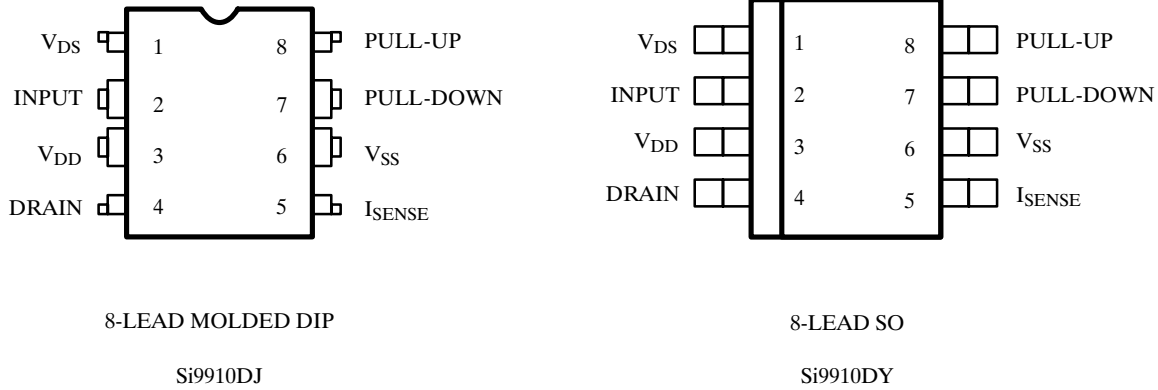 VDS 1 8 PULL-UP
INPUT 2 7 PULL-DOWN
VDD 3 6 VSS
DRAIN 4 5 ISENSE
8-LEAD MOLDED DIP
Si9910DJ
VDS 1 8 PULL-UP
INPUT 2 7 PULL-DOWN
VDD 3 6 VSS
DRAIN 4 5 ISENSE
8-LEAD SO
Si9910DY